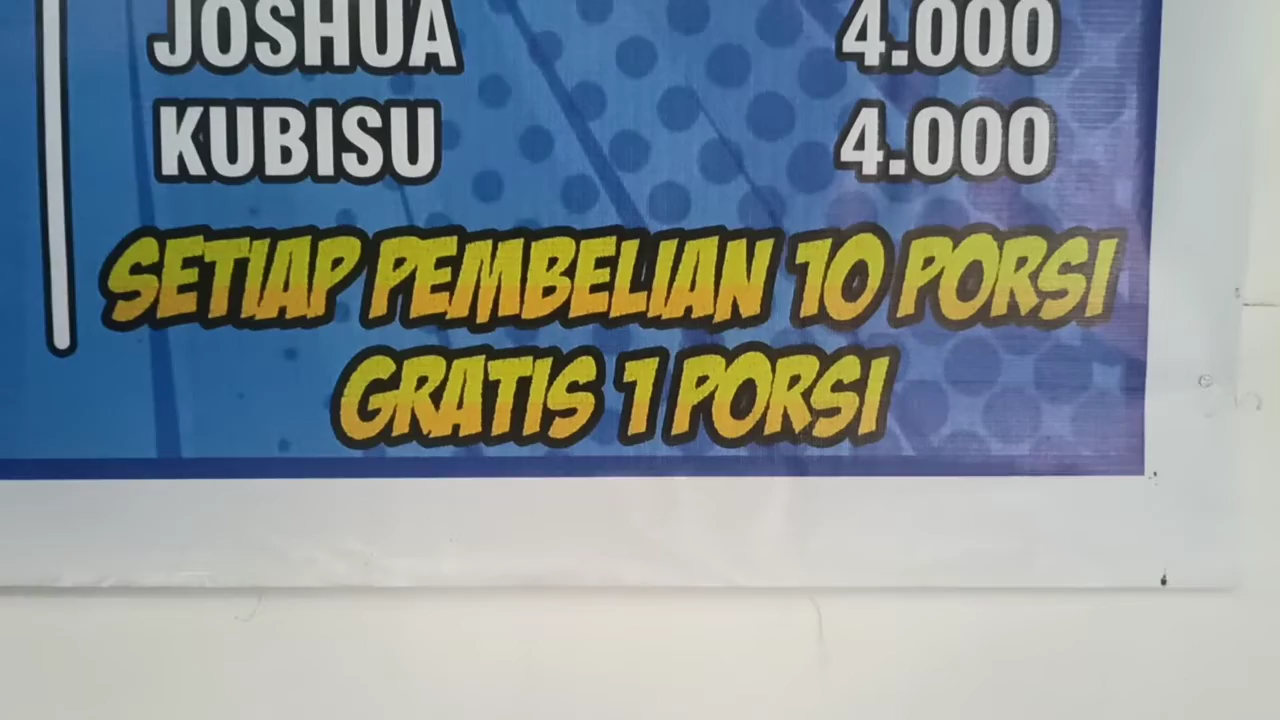 JOSHUA 4.000
KUBISU 4.000
SETIAP PEMBELIAN 10 PORSI
GRATIS 1 PORSI